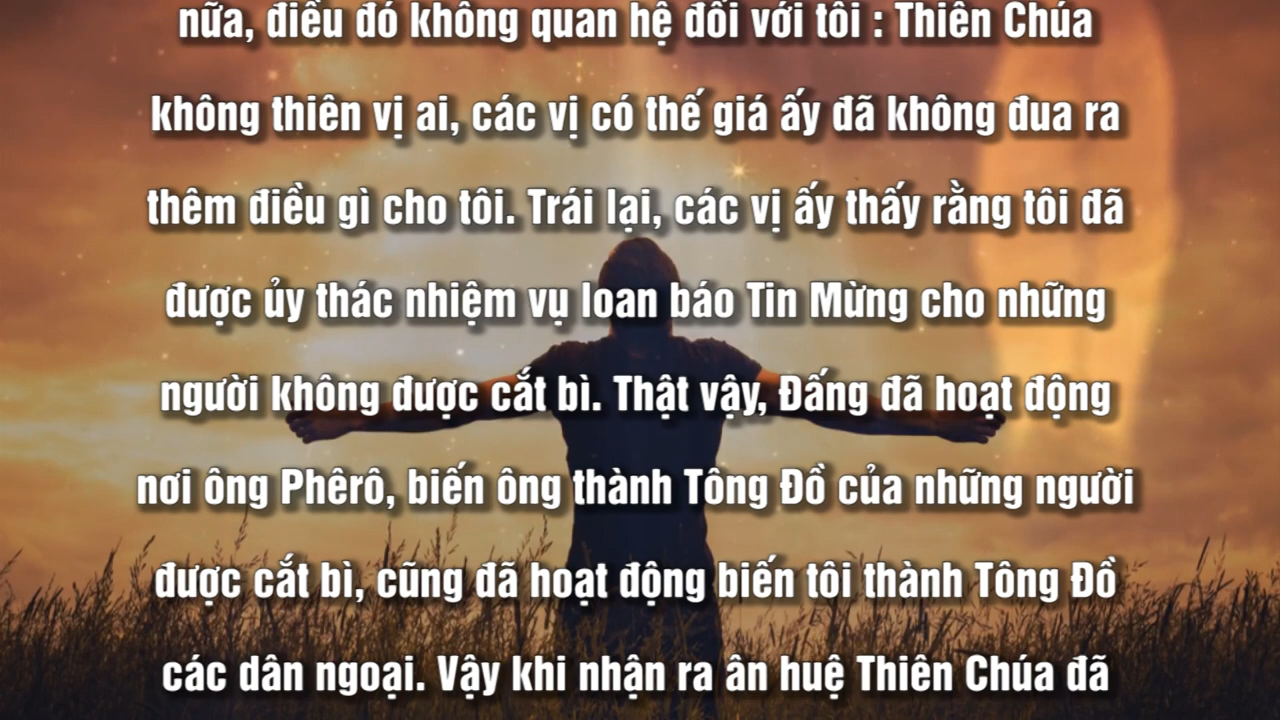 nữa, điều đó không quan hệ đối với tôi : Thiên Chúa
không thiên vị ai, các vị có thế giá ấy đã không đua ra
thêm điều gì cho tôi. Trái lại, các vị ấy thấy rằng tôi đã
được ủy thác nhiệm vụ loan báo Tin Mừng cho những
người không được cắt bì. Thật vậy, Đấng đã hoạt động
nơi ông Phêrô, biến ông thành Tông Đồ của những người
được cắt bì, cũng đã hoạt động biến tôi thành Tông Đồ
các dân ngoại. Vậy khi nhận ra ân huệ Thiên Chúa đã